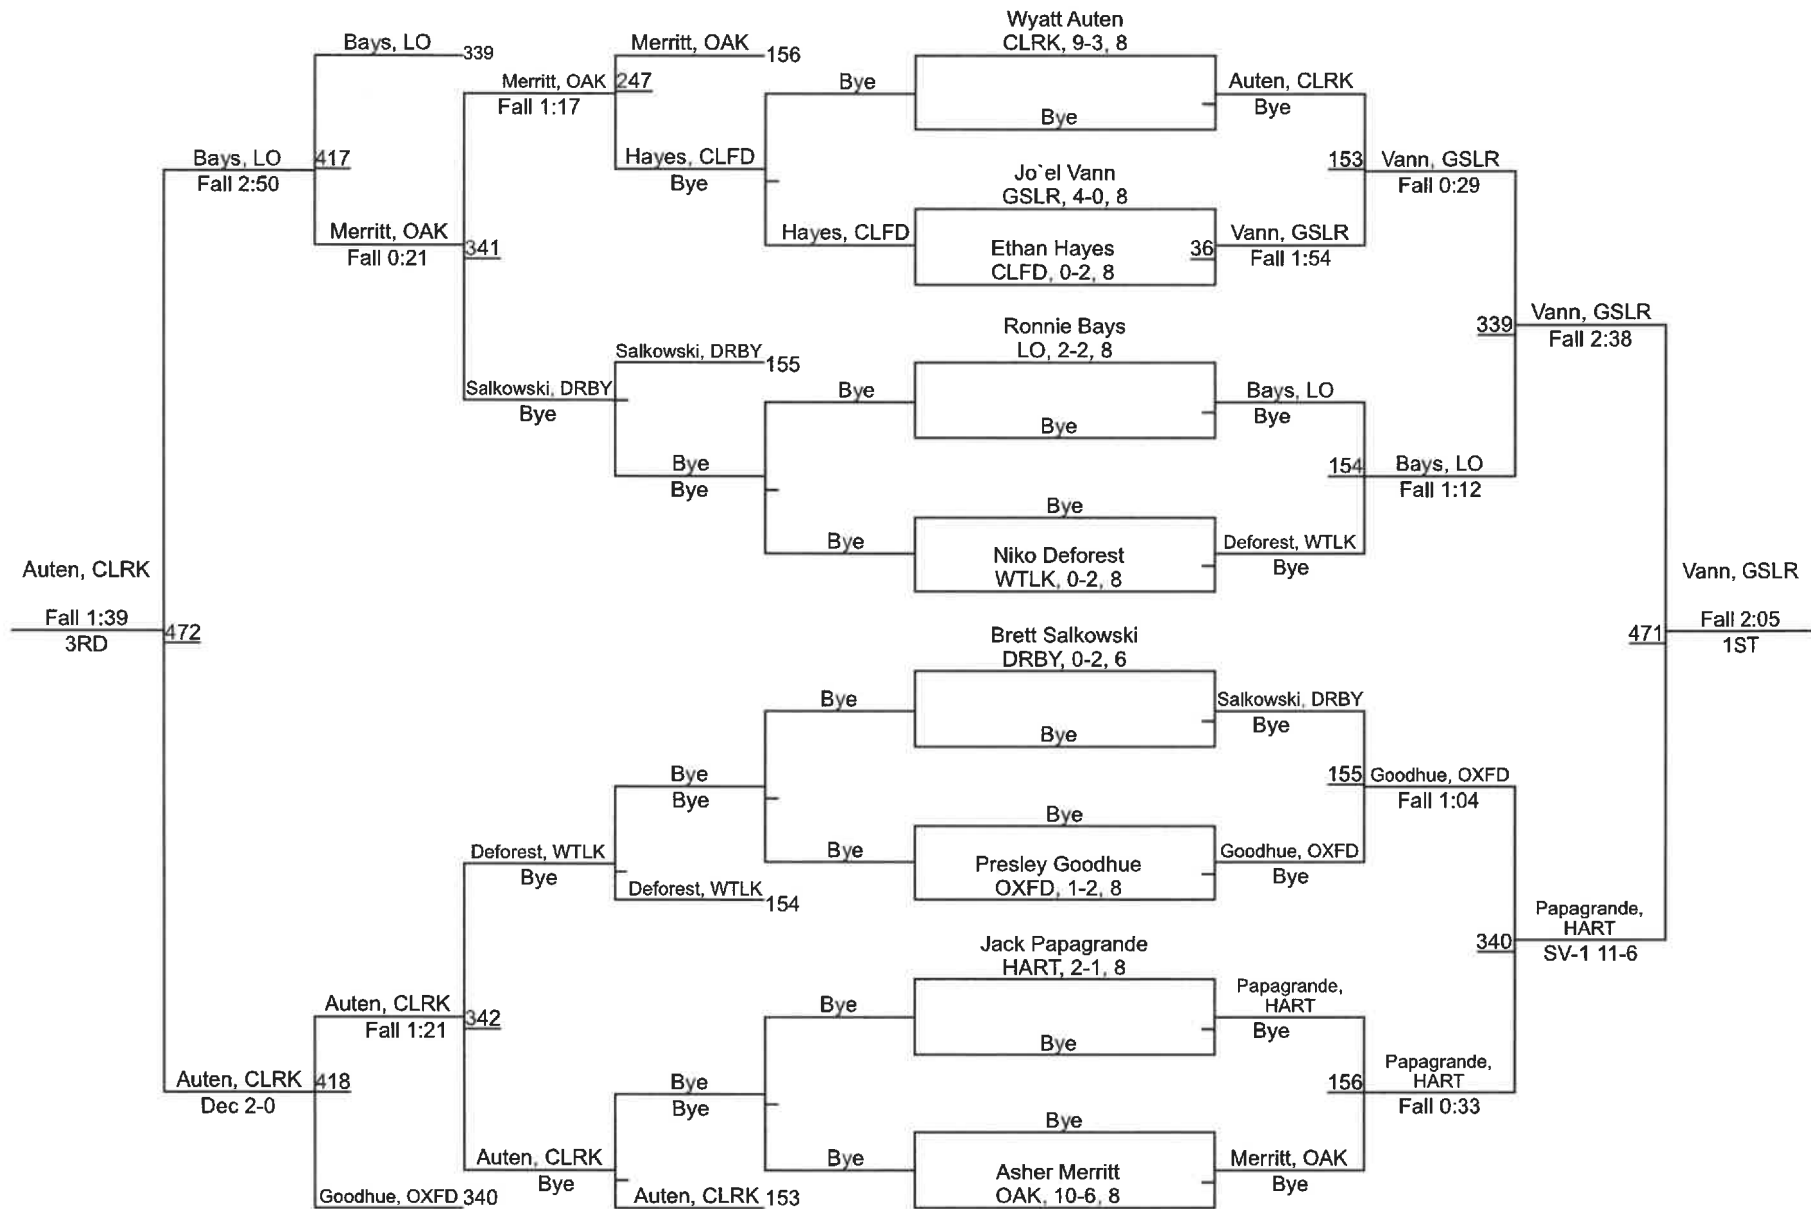 Wyatt Auten
CLRK, 9-3, 8
Bays, LO
339
Merritt, OAK
156
Merritt, OAK
247
Fall 1:17
Bye
Auten, CLRK
Bye
Bye
Bays, LO
417
Fall 2:50
Hayes, CLFD
Bye
153
Vann, GSLR
Fall 0:29
Jo`el Vann
GSLR, 4-0, 8
Merritt, OAK
341
Fall 0:21
Hayes, CLFD
Ethan Hayes
CLFD, 0-2, 8
36
Vann, GSLR
Fall 1:54
Ronnie Bays
LO, 2-2, 8
339
Vann, GSLR
Fall 2:38
Salkowski, DRBY
155
Salkowski, DRBY
Bye
Bye
Bays, LO
Bye
Bye
Bye
Bye
154
Bays, LO
Fall 1:12
Bye
Bye
Niko Deforest
WTLK, 0-2, 8
Deforest, WTLK
Bye
Auten, CLRK
Fall 1:39
3RD
472
Vann, GSLR
471
Fall 2:05
1ST
Brett Salkowski
DRBY, 0-2, 6
Bye
Salkowski, DRBY
Bye
Bye
Bye
Bye
155
Goodhue, OXFD
Fall 1:04
Bye
Deforest, WTLK
Bye
Bye
Presley Goodhue
OXFD, 1-2, 8
Goodhue, OXFD
Bye
Deforest, WTLK
154
Jack Papagrande
HART, 2-1, 8
340
Papagrande,
HART
SV-1 11-6
Auten, CLRK
342
Fall 1:21
Bye
Papagrande,
HART
Bye
Bye
Auten, CLRK
418
Dec 2-0
Bye
Bye
156
Papagrande,
HART
Fall 0:33
Bye
Auten, CLRK
Bye
Bye
Asher Merritt
OAK, 10-6, 8
Merritt, OAK
Bye
Goodhue, OXFD
340
Auten, CLRK
153